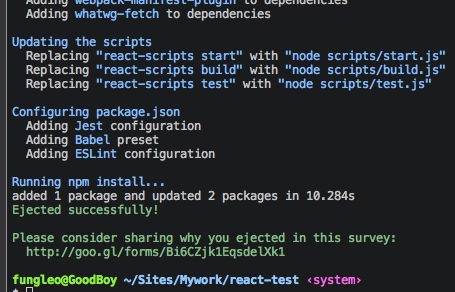 Adding webpack-manifest-plugin to dependencies
Adding whatwg-fetch to dependencies
Updating the scripts
Replacing "react-scripts start" with "node scripts/start.js"
Replacing "react-scripts build" with "node scripts/build.js"
Replacing "react-scripts test" with "node scripts/test.js"
Configuring package.json
Adding Jest configuration
Adding Babel preset
Adding ESLint configuration
Running npm install...
added 1 package and updated 2 packages in 10.284s
Ejected successfully!
Please consider sharing why you ejected in this survey:
http://goo.gl/forms/Bi6CZjk1EqsdelXk1
fungleo@GoodBoy ~/Sites/Mywork/react-test ‹system›